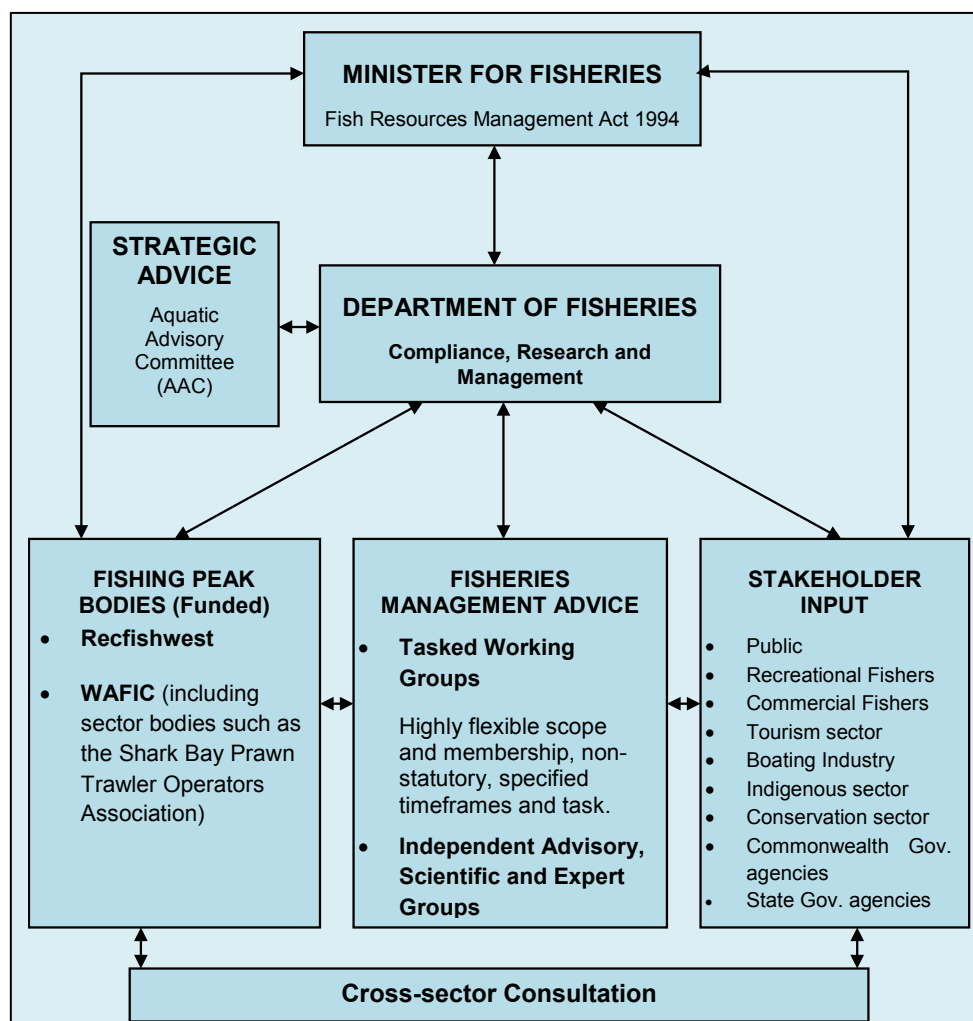 MINISTER FOR FISHERIES
Fish Resources Management Act 1994
STRATEGIC
ADVICE
Aquatic
Advisory
Committee
(AAC)
DEPARTMENT OF FISHERIES
Compliance, Research and
Management
FISHING PEAK
BODIES (Funded)
• Recfishwest
• WAFIC (including
sector bodies such as
the Shark Bay Prawn
Trawler Operators
Association)
FISHERIES
MANAGEMENT ADVICE
• Tasked Working
Groups
Highly flexible scope
and membership, non-
statutory, specified
timeframes and task.
• Independent Advisory,
Scientific and Expert
Groups
STAKEHOLDER
INPUT
• Public
• Recreational Fishers
• Commercial Fishers
• Tourism sector
• Boating Industry
• Indigenous sector
• Conservation sector
• Commonwealth Gov.
agencies
• State Gov. agencies
Cross-sector Consultation